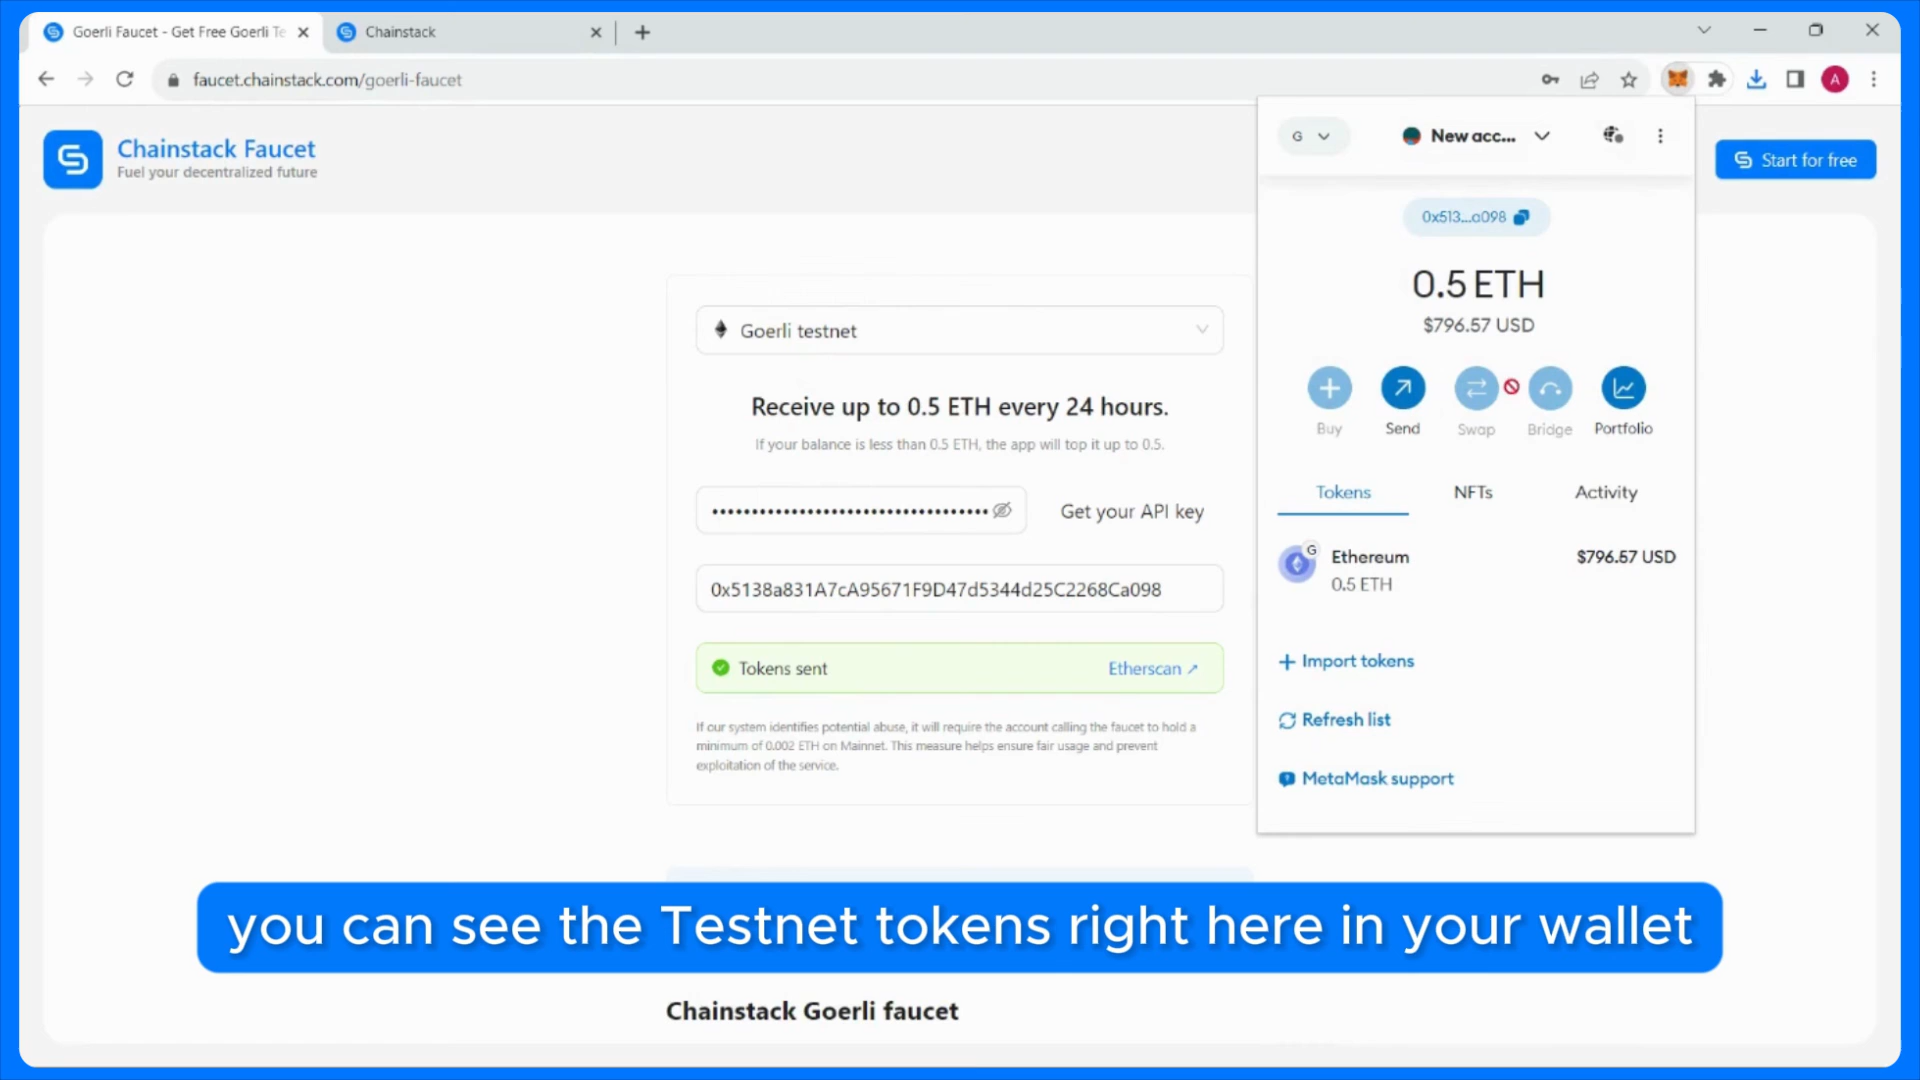 Goerli Faucet - Get Free Goerli Te
Chainstack
faucet.chainstack.com/goerli-faucet
A
Chainstack Faucet
Fuel your decentralized future
Start for free
G
New acc...
0x513...a098
0.5 ETH
$796.57 USD
Buy
Send
Swap
Bridge
Portfolio
Tokens
NFTs
Activity
G
Ethereum
$796.57 USD
0.5 ETH
Import tokens
Refresh list
MetaMask support
Goerli testnet
Receive up to 0.5 ETH every 24 hours.
If your balance is less than 0.5 ETH, the app will top it up to 0.5.
••••••••••••••••••••••••••••••••••••
Get your API key
0x5138a831A7cA95671F9D47d5344d25C2268Ca098
Tokens sent
Etherscan ↗
If our system identifies potential abuse, it will require the account calling the faucet to hold a
minimum of 0.002 ETH on Mainnet. This measure helps ensure fair usage and prevent
exploitation of the service.
you can see the Testnet tokens right here in your wallet
Chainstack Goerli faucet